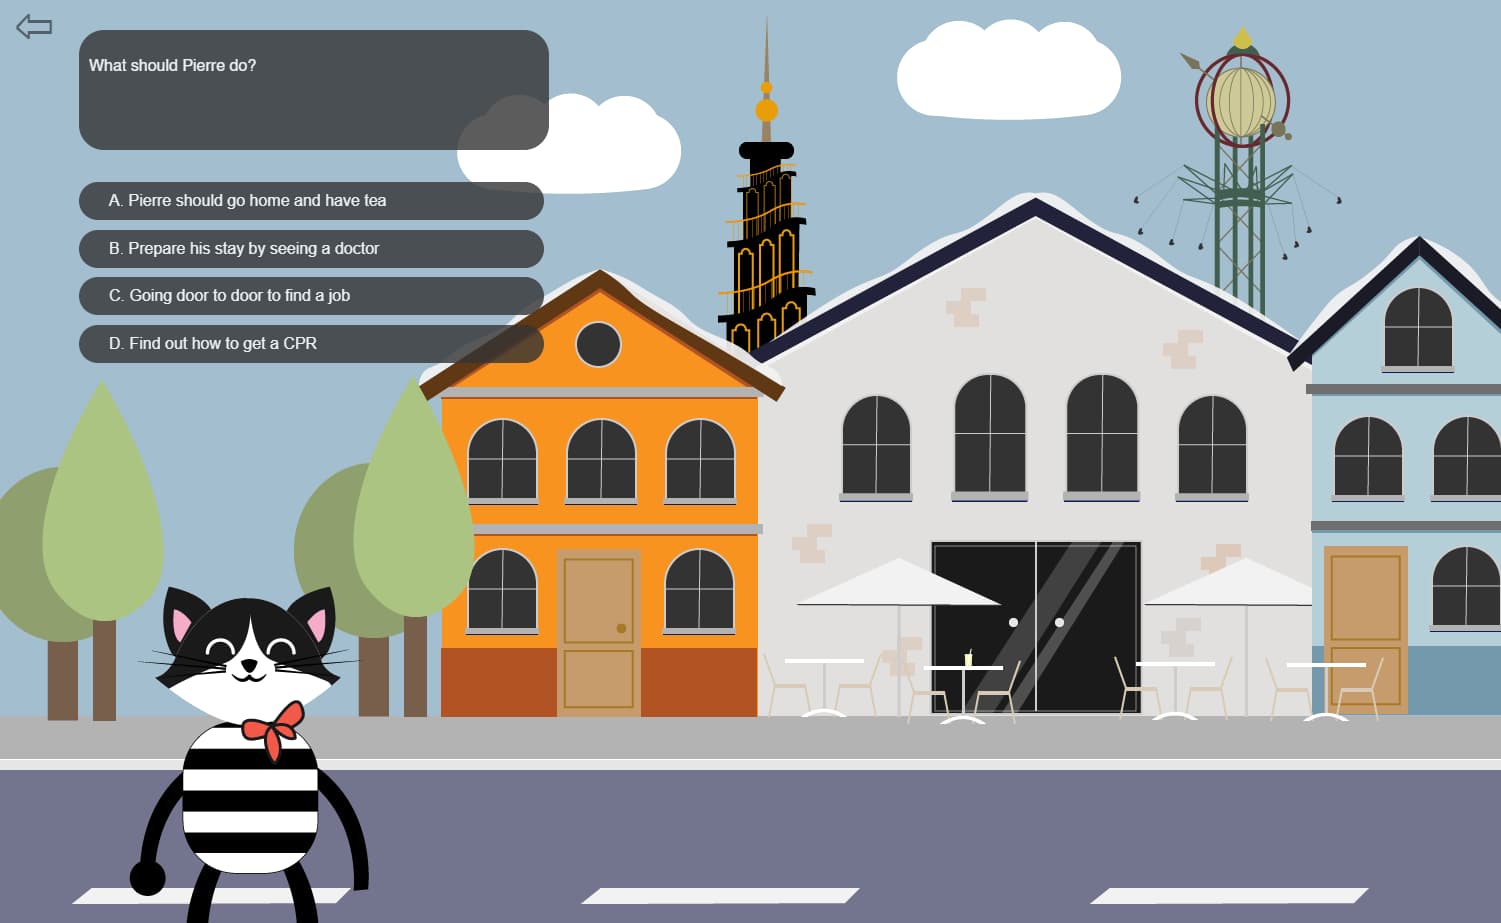 What should Pierre do?
A. Pierre should go home and have tea
B. Prepare his stay by seeing a doctor
C. Going door to door to find a job
D. Find out how to get a CPR